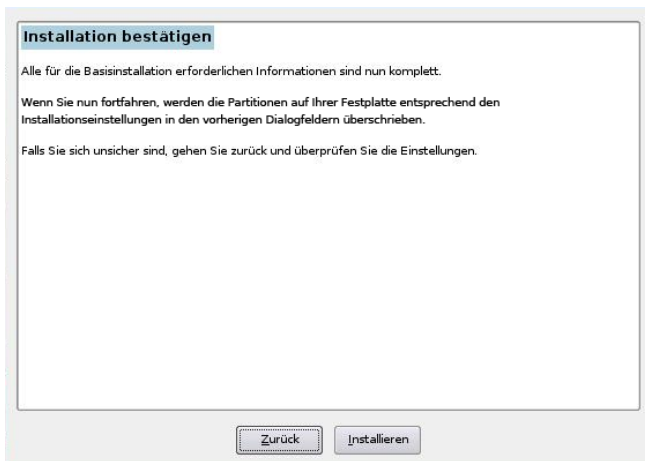 Installation bestätigen
Alle für die Basisinstallation erforderlichen Informationen sind nun komplett.
Wenn Sie nun fortfahren, werden die Partitionen auf Ihrer Festplatte entsprechend den
Installationseinstellungen in den vorherigen Dialogfeldern überschrieben.
Falls Sie sich unsicher sind, gehen Sie zurück und überprüfen Sie die Einstellungen.
Zurück
Installieren